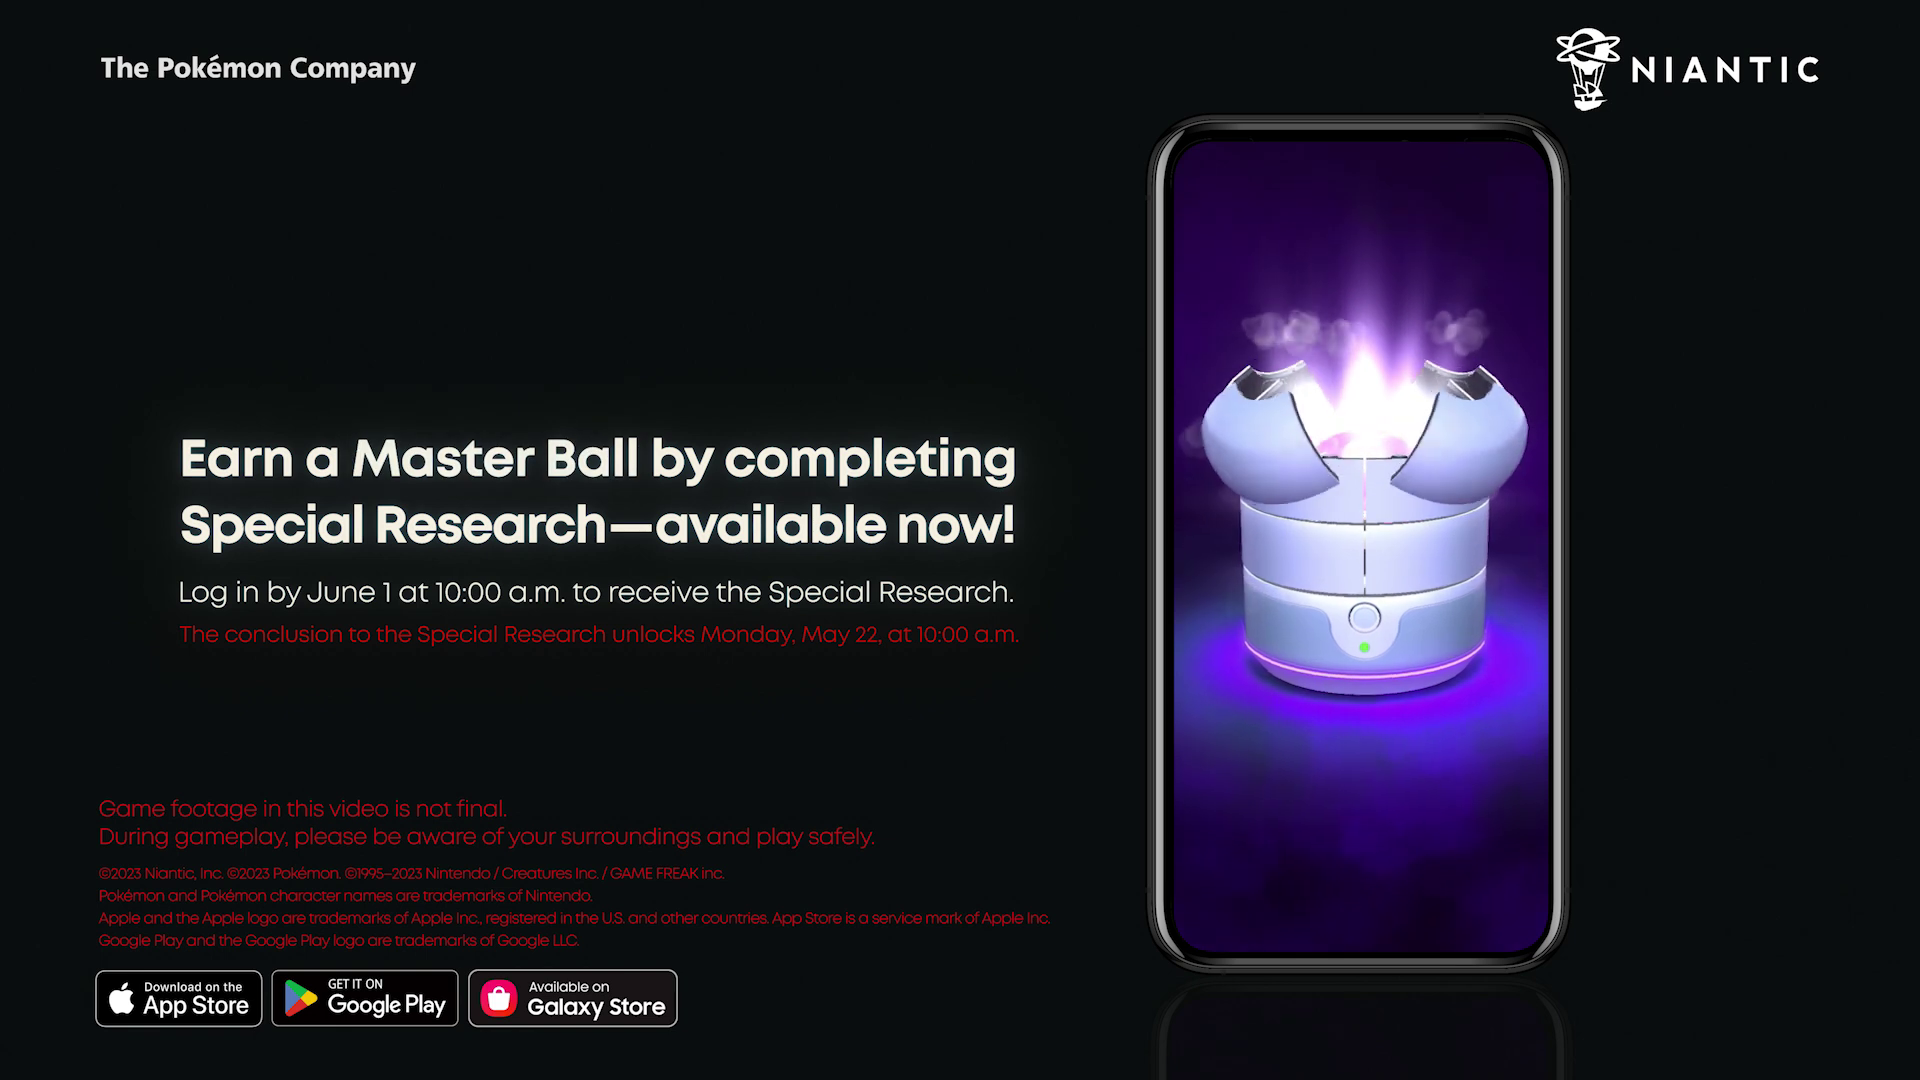 The Pokémon Company
NIANTIC
Earn a Master Ball by completing
Special Research—available now!
Log in by June 1 at 10:00 a.m. to receive the Special Research.
The conclusion to the Special Research unlocks Monday, May 22, at 10:00 a.m.
Game footage in this video is not final.
During gameplay, please be aware of your surroundings and play safely.
©2023 Niantic, Inc. ©2023 Pokémon. ©1995–2023 Nintendo / Creatures Inc. / GAME FREAK inc.
Pokémon and Pokémon character names are trademarks of Nintendo.
Apple and the Apple logo are trademarks of Apple Inc., registered in the U.S. and other countries. App Store is a service mark of Apple Inc.
Google Play and the Google Play logo are trademarks of Google LLC.
Download on the
App Store
GET IT ON
Google Play
Available on
Galaxy Store